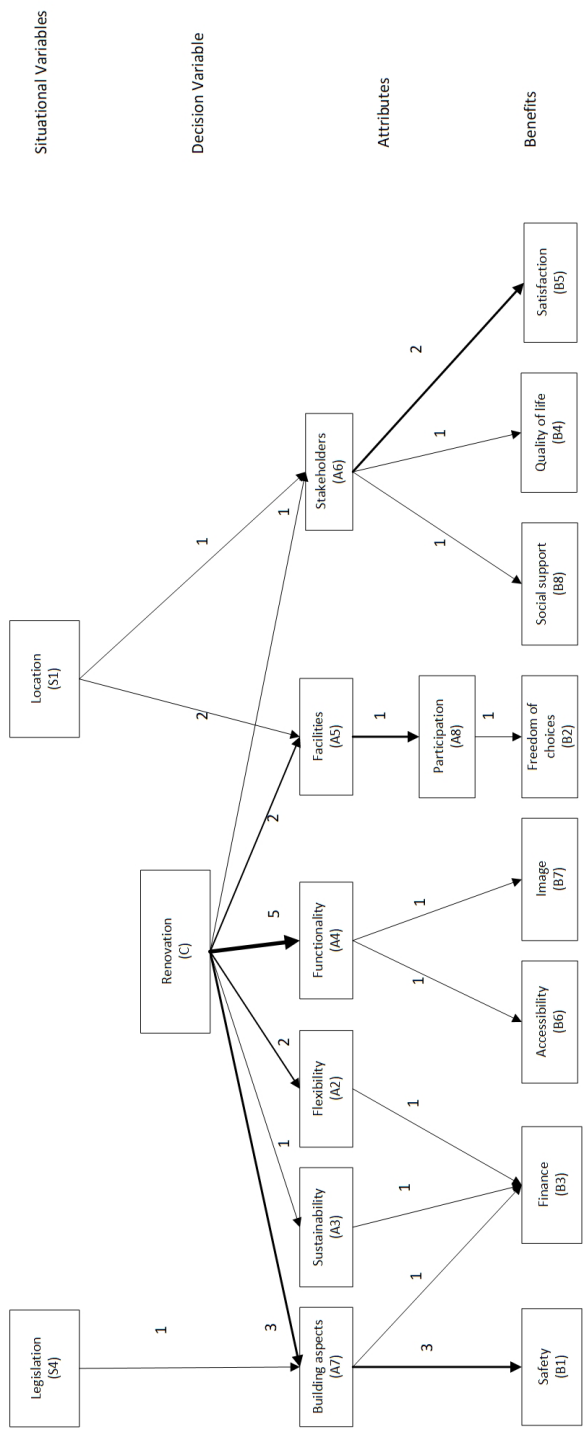 Situational Variables
Legislation
(S4)
Location
(S1)
1
2
1
Decision Variable
Renovation
(C)
3
1
2
5
2
1
Attributes
Building aspects
(A7)
Sustainability
(A3)
Flexibility
(A2)
Functionality
(A4)
Facilities
(A5)
Stakeholders
(A6)
1
Participation
(A8)
3
1
1
1
1
1
1
1
1
2
Benefits
Safety
(B1)
Finance
(B3)
Accessibility
(B6)
Image
(B7)
Freedom of
choices
(B2)
Social support
(B8)
Quality of life
(B4)
Satisfaction
(B5)